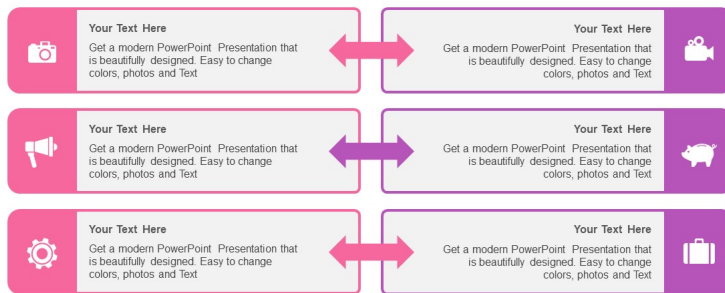 Your Text Here
Get a modern PowerPoint Presentation that
is beautifully designed. Easy to change
colors, photos and Text
Your Text Here
Get a modern PowerPoint Presentation that
is beautifully designed. Easy to change
colors, photos and Text
Your Text Here
Get a modern PowerPoint Presentation that
is beautifully designed. Easy to change
colors, photos and Text
Your Text Here
Get a modern PowerPoint Presentation that
is beautifully designed. Easy to change
colors, photos and Text
Your Text Here
Get a modern PowerPoint Presentation that
is beautifully designed. Easy to change
colors, photos and Text
Your Text Here
Get a modern PowerPoint Presentation that
is beautifully designed. Easy to change
colors, photos and Text